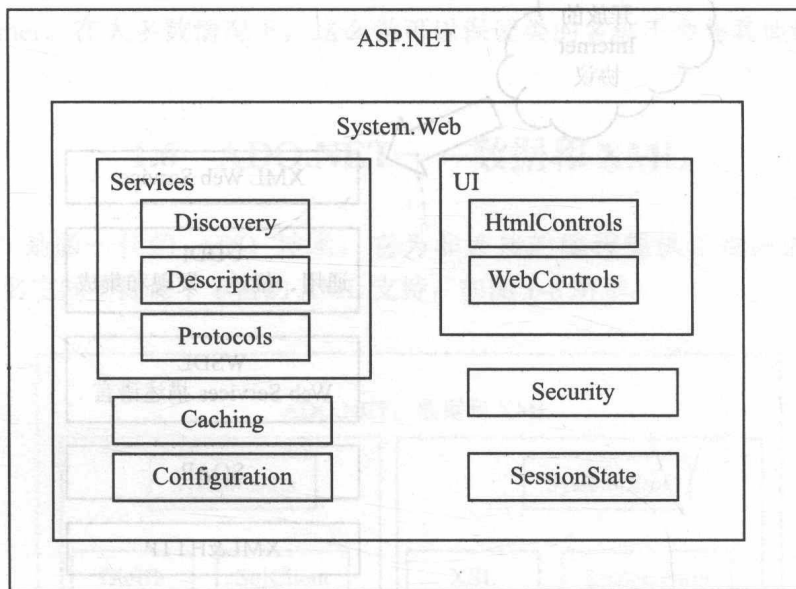 ASP.NET
System.Web
Services
Discovery
Description
Protocols
Caching
Configuration
UI
HtmlControls
WebControls
Security
SessionState